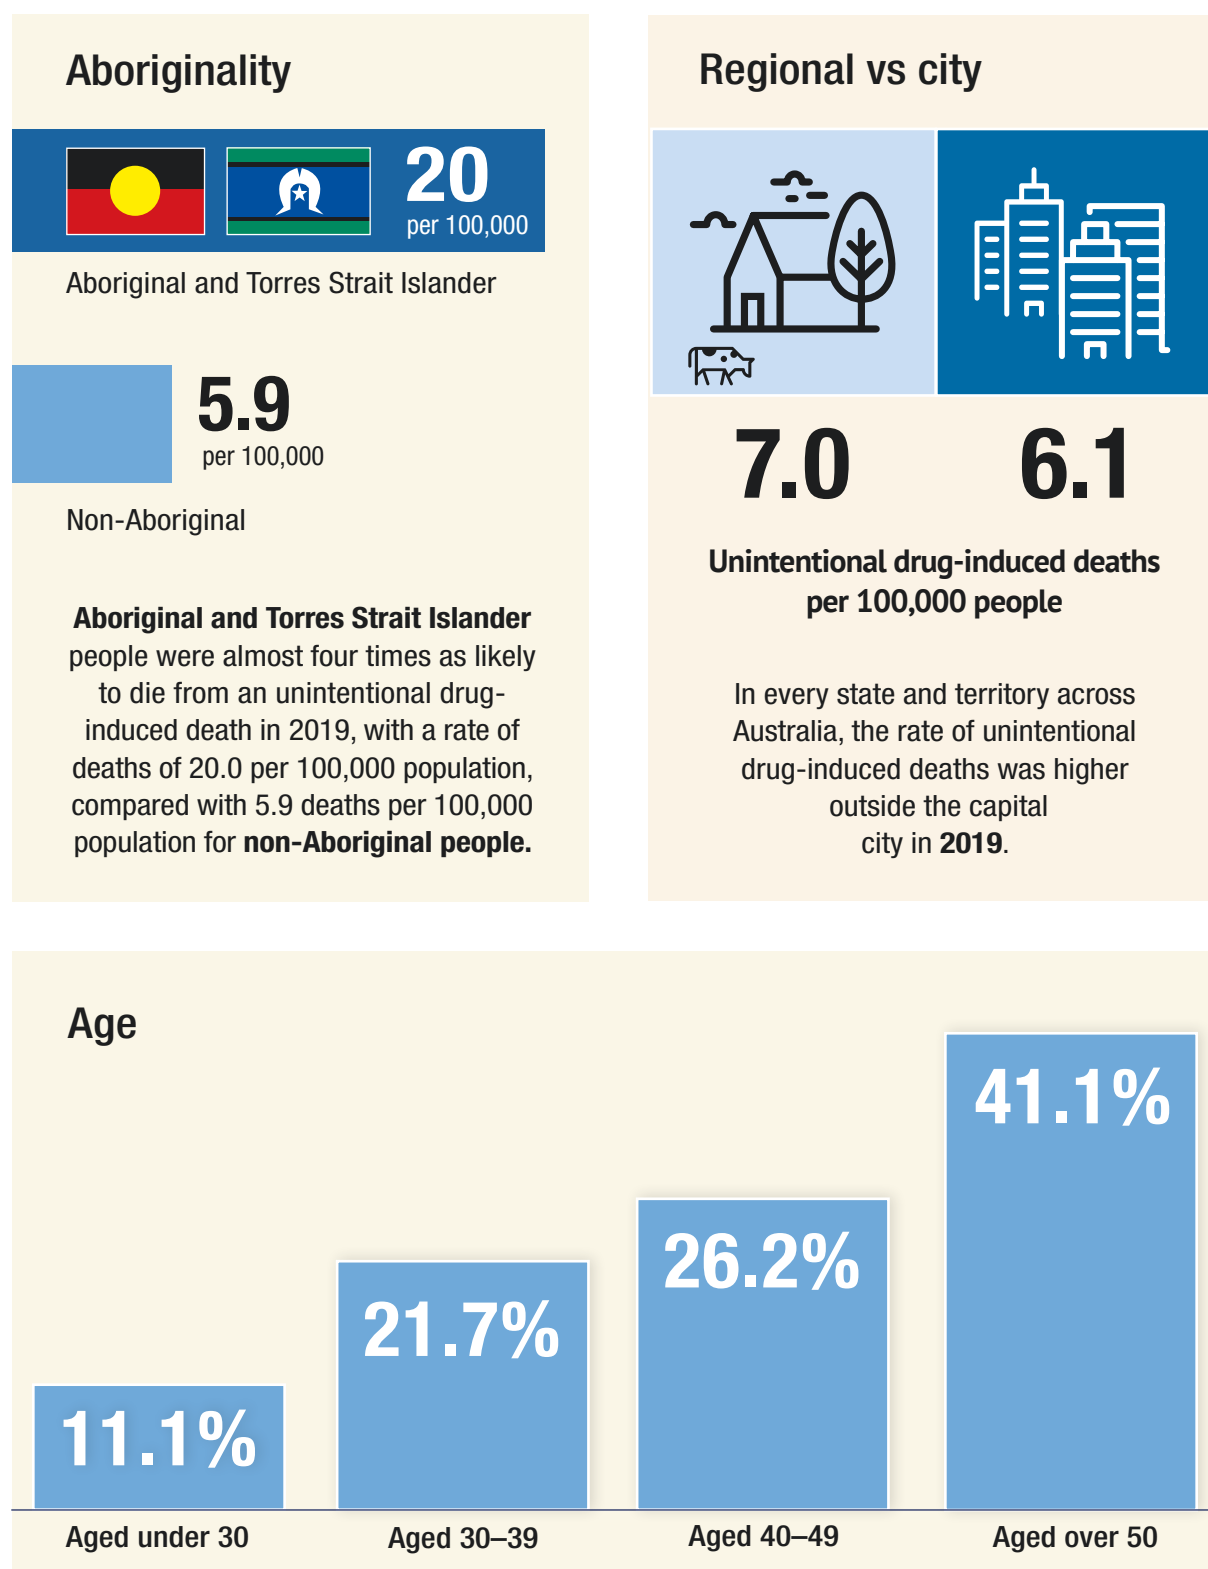 Aboriginality
20
per 100,000
Aboriginal and Torres Strait Islander
5.9
per 100,000
Non-Aboriginal
Aboriginal and Torres Strait Islander
people were almost four times as likely
to die from an unintentional drug-
induced death in 2019, with a rate of
deaths of 20.0 per 100,000 population,
compared with 5.9 deaths per 100,000
population for non-Aboriginal people.
Regional vs city
7.0
6.1
Unintentional drug-induced deaths
per 100,000 people
In every state and territory across
Australia, the rate of unintentional
drug-induced deaths was higher
outside the capital
city in 2019.
Age
11.1%
21.7%
26.2%
41.1%
Aged under 30
Aged 30–39
Aged 40–49
Aged over 50